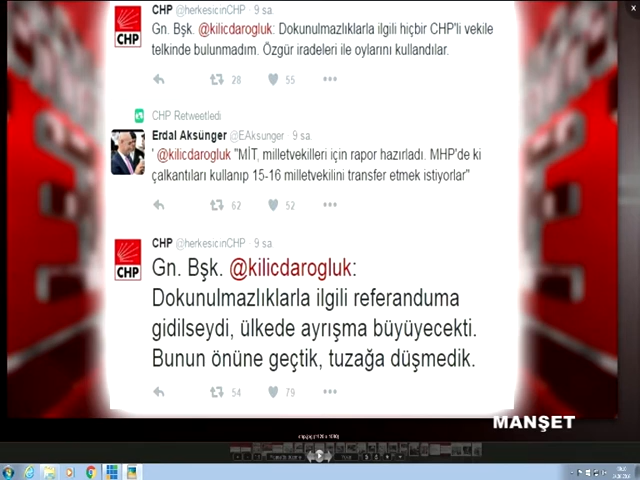 CHP @herkesicinCHP · 9 sa.
Gn. Bşk. @kilicdarogluk: Dokunulmazlıklarla ilgili hiçbir CHP'li vekile
telkinde bulunmadım. Özgür iradeleri ile oylarını kullandılar.
CHP
28 55
CHP Retweetledi
Erdal Aksünger @EAksunger · 9 sa.
' @kilicdarogluk "MİT, milletvekilleri için rapor hazırladı. MHP'de ki
çalkantıları kullanıp 15-16 milletvekilini transfer etmek istiyorlar"
62 52
CHP @herkesicinCHP · 9 sa.
CHP
Gn. Bşk. @kilicdarogluk:
Dokunulmazlıklarla ilgili referanduma
gidilseydi, ülkede ayrışma büyüyecekti.
Bunun önüne geçtik, tuzağa düşmedik.
54 79
MANŞET